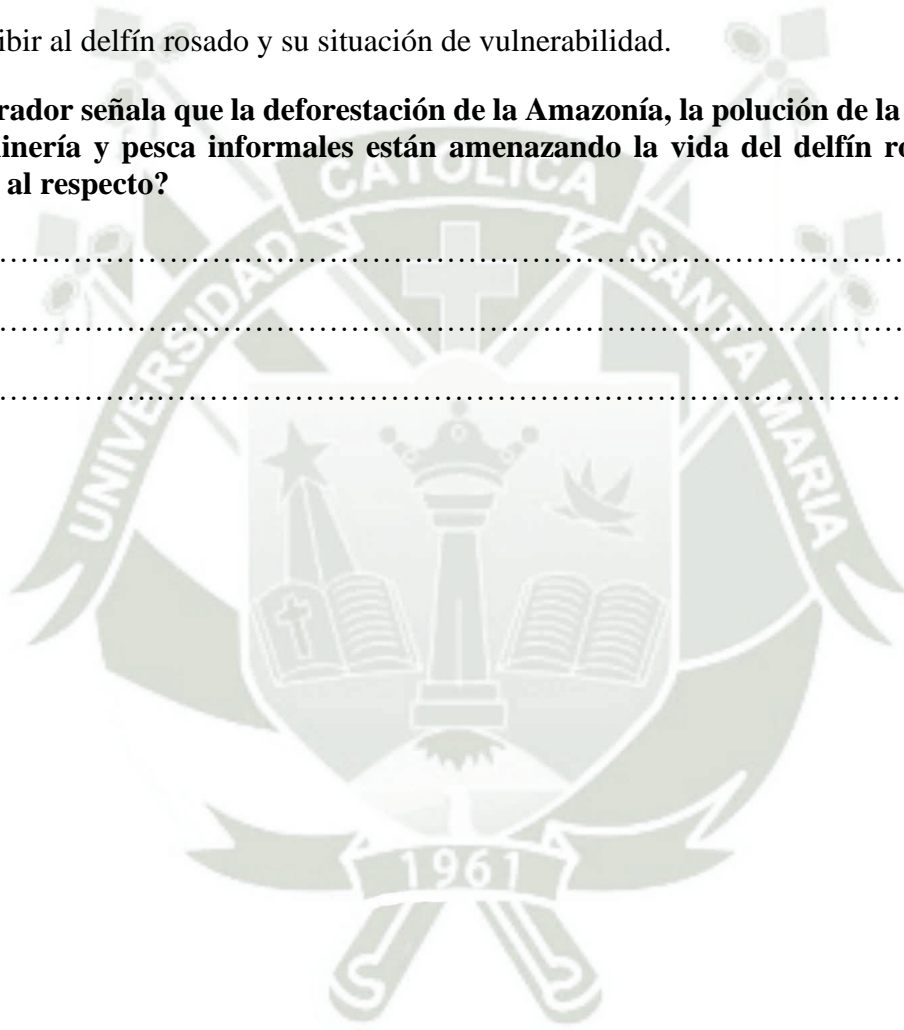 ibir al delfín rosado y su situación de vulnerabilidad.
rador señala que la deforestación de la Amazonía, la polución de la
inería y pesca informales están amenazando la vida del delfín ro
al respecto?
CATOLICA
UNIVERSIDAD
SANTA MARIA
……………………………………………………………………
……………………………………………………………………
……………………………………………………………………
1961